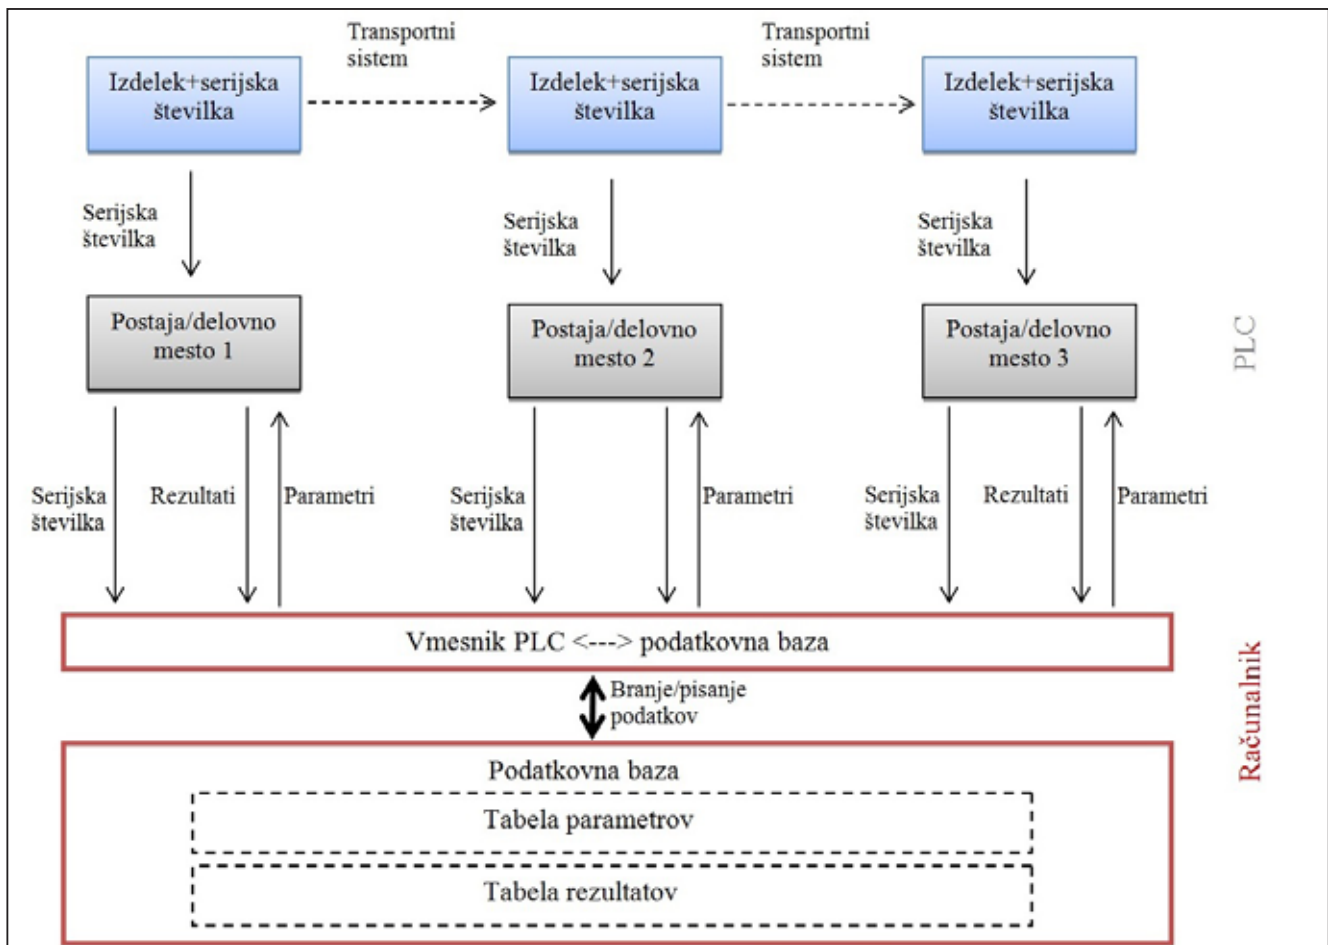 Transportni
sistem
Transportni
sistem
Izdelek+serijska
številka
Izdelek+serijska
številka
Izdelek+serijska
številka
Serijska
številka
Serijska
številka
Serijska
številka
Postaja/delovno
mesto 1
Postaja/delovno
mesto 2
Postaja/delovno
mesto 3
PLC
Serijska
številka
Rezultati
Parametri
Serijska
številka
Parametri
Serijska
številka
Rezultati
Parametri
Vmesnik PLC <---> podatkovna baza
Branje/pisanje
podatkov
Računalnik
Podatkovna baza
Tabela parametrov
Tabela rezultatov